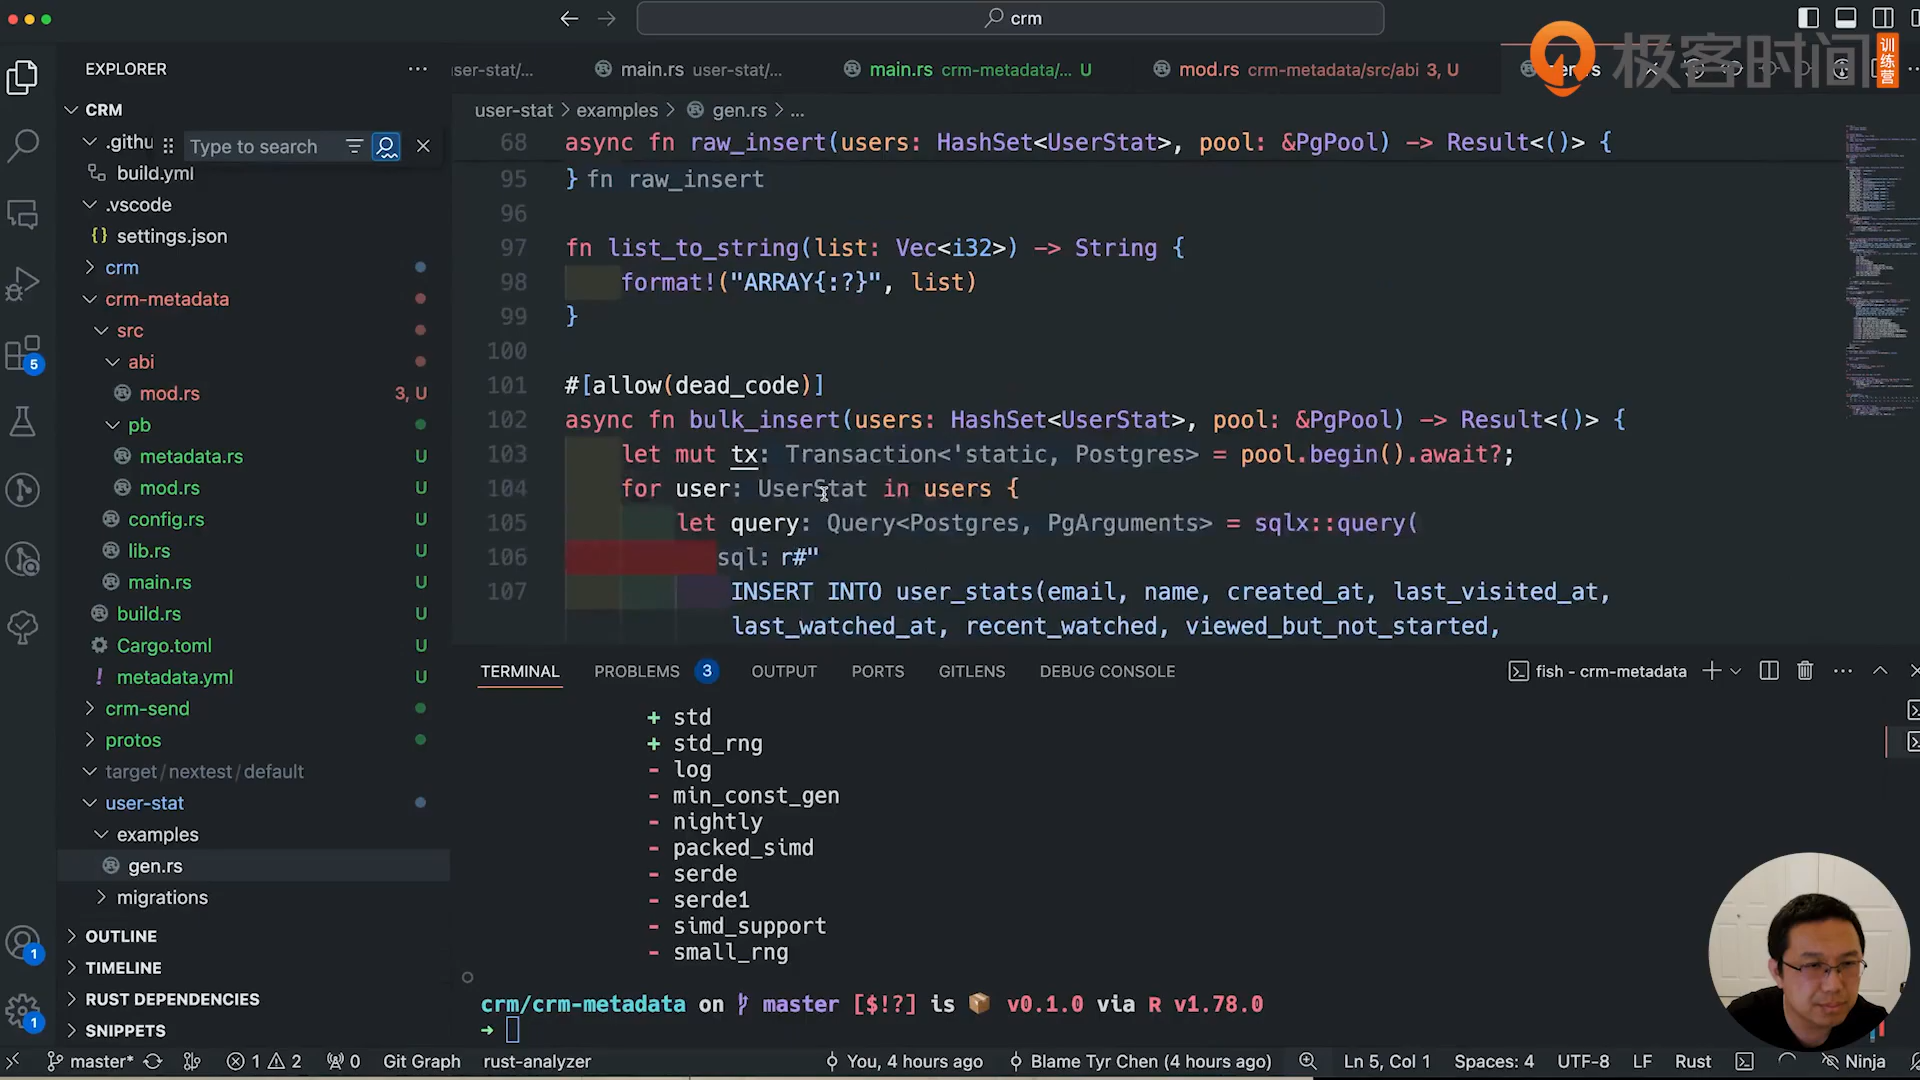 crm
极客时间 训练营
EXPLORER
CRM
.githu
Type to search
build.yml
.vscode
settings.json
crm
crm-metadata
src
abi
mod.rs 3, U
pb
metadata.rs U
mod.rs U
config.rs U
lib.rs U
main.rs U
build.rs U
Cargo.toml U
metadata.yml U
crm-send
protos
target/nextest/default
user-stat
examples
gen.rs
migrations
OUTLINE
TIMELINE
RUST DEPENDENCIES
SNIPPETS
5
1
1
ser-stat/...
main.rs user-stat/...
main.rs crm-metadata/... U
mod.rs crm-metadata/src/abi 3, U
user-stat > examples > gen.rs > ...
68 async fn raw_insert(users: HashSet<UserStat>, pool: &PgPool) -> Result<()> {
95 } fn raw_insert
96
97 fn list_to_string(list: Vec<i32>) -> String {
98 format!("ARRAY{:?}", list)
99 }
100
101 #[allow(dead_code)]
102 async fn bulk_insert(users: HashSet<UserStat>, pool: &PgPool) -> Result<()> {
103 let mut tx: Transaction<'static, Postgres> = pool.begin().await?;
104 for user: UserStat in users {
105 let query: Query<Postgres, PgArguments> = sqlx::query(
106 sql: r#"
107 INSERT INTO user_stats(email, name, created_at, last_visited_at,
last_watched_at, recent_watched, viewed_but_not_started,
TERMINAL PROBLEMS 3 OUTPUT PORTS GITLENS DEBUG CONSOLE
fish - crm-metadata
+ std
+ std_rng
- log
- min_const_gen
- nightly
- packed_simd
- serde
- serde1
- simd_support
- small_rng
crm/crm-metadata on master [$!?] is 📦 v0.1.0 via R v1.78.0
➜
master* 1 2 0 Git Graph rust-analyzer You, 4 hours ago Blame Tyr Chen (4 hours ago) Ln 5, Col 1 Spaces: 4 UTF-8 LF Rust Ninja